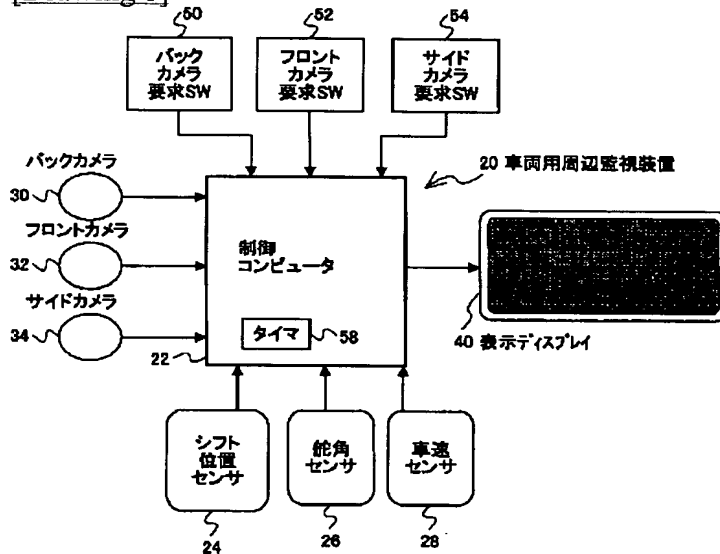 50
52
54
バック
カメラ
要求SW
フロント
カメラ
要求SW
サイド
カメラ
要求SW
バックカメラ
30
フロントカメラ
32
サイドカメラ
34
20 車両用周辺監視装置
制御
コンピュータ
タイマ
58
22
40 表示ディスプレイ
シフト
位置
センサ
舵角
センサ
車速
センサ
24
26
28